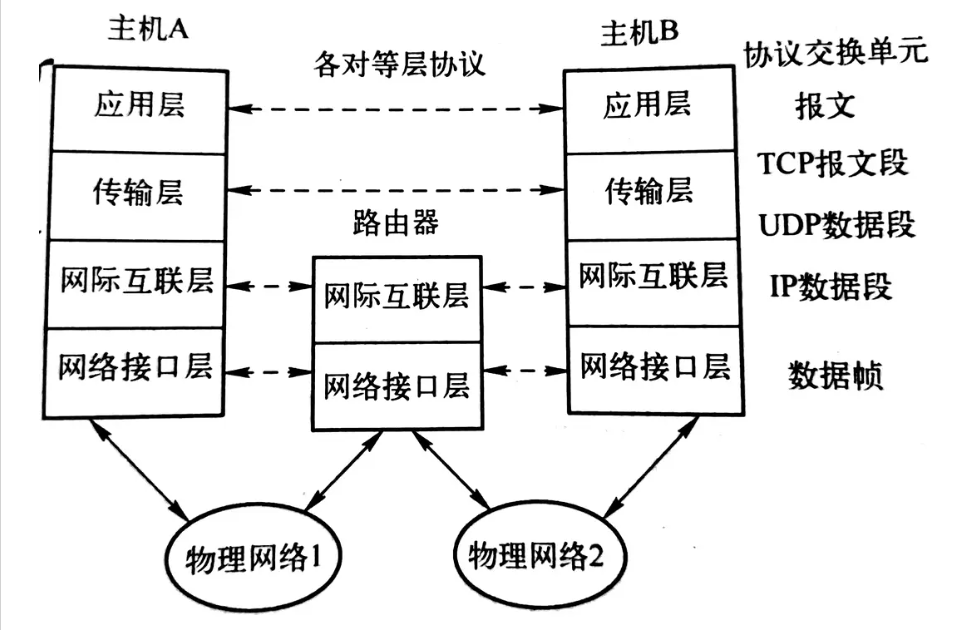 主机A
主机B
各对等层协议
协议交换单元
应用层
应用层
报文
传输层
传输层
TCP报文段
路由器
UDP数据段
网际互联层
网际互联层
网际互联层
IP数据段
网络接口层
网络接口层
网络接口层
数据帧
物理网络1
物理网络2